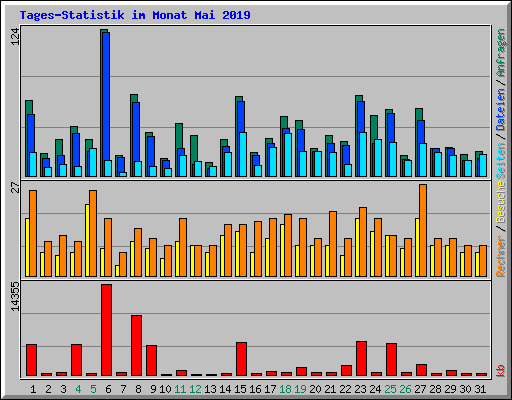 Tages-Statistik im Monat Mai 2019
124
27
14355
Rechner / Besuche Seiten / Dateien / Anfragen
kb
1 2 3 4 5 6 7 8 9 10 11 12 13 14 15 16 17 18 19 20 21 22 23 24 25 26 27 28 29 30 31